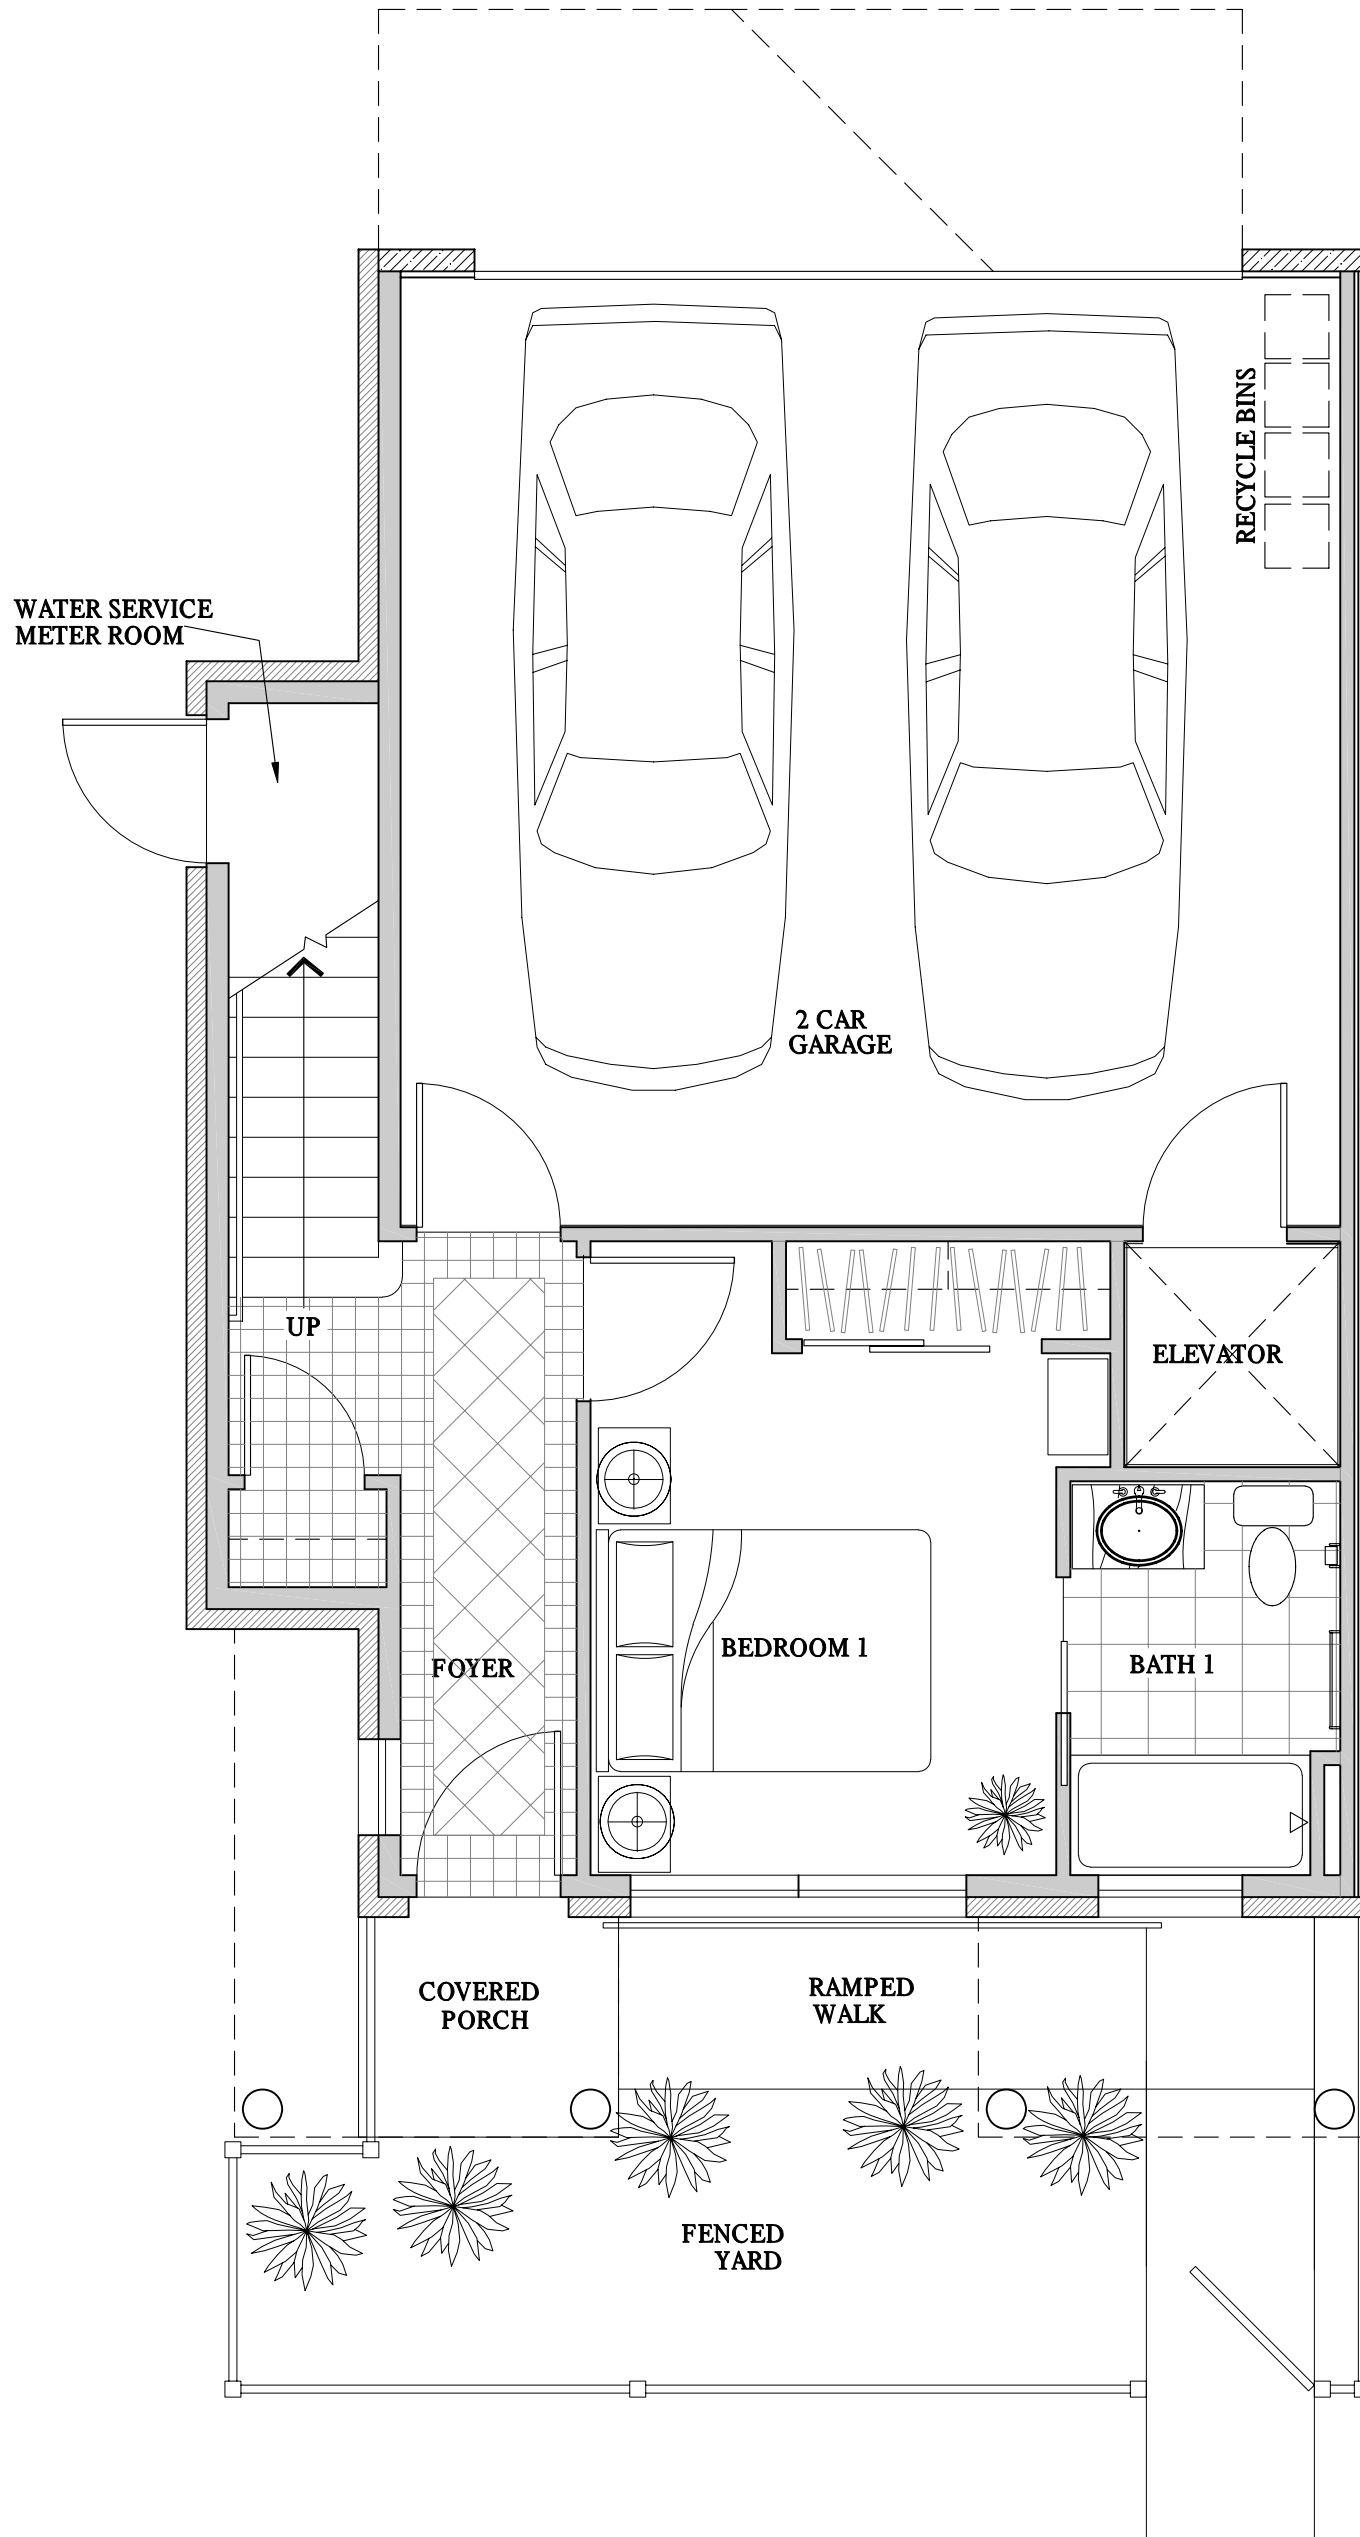 RECYCLE BINS
WATER SERVICE
METER ROOM
2 CAR
GARAGE
UP
ELEVATOR
BEDROOM 1
BATH 1
FOYER
COVERED
PORCH
RAMPED
WALK
FENCED
YARD